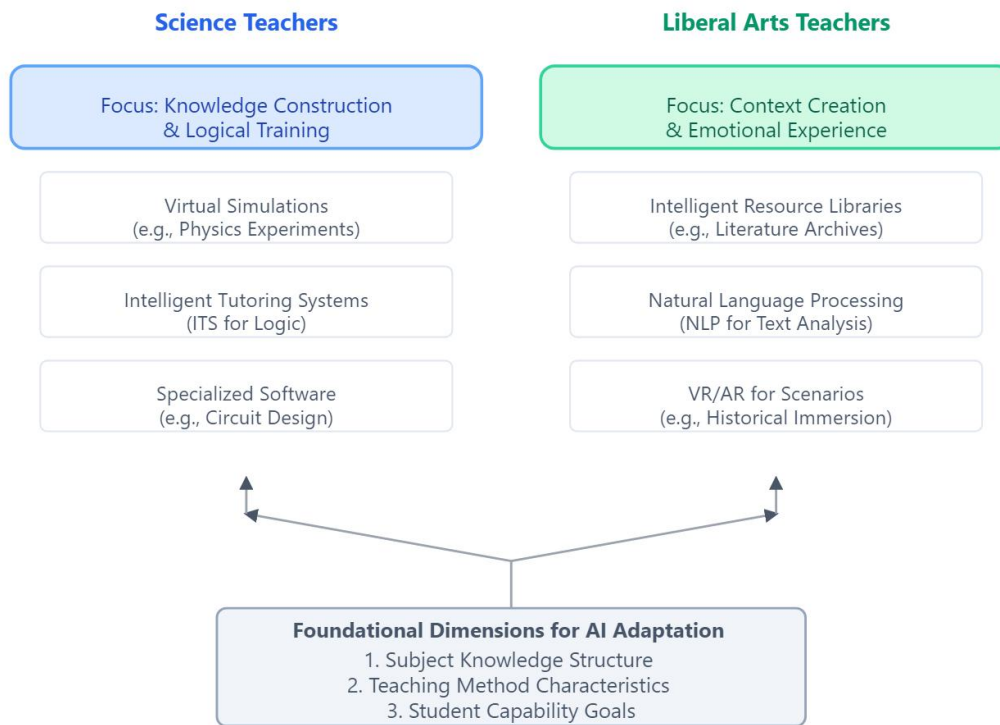 Science Teachers
Focus: Knowledge Construction
& Logical Training
Virtual Simulations
(e.g., Physics Experiments)
Intelligent Tutoring Systems
(ITS for Logic)
Specialized Software
(e.g., Circuit Design)
Liberal Arts Teachers
Focus: Context Creation
& Emotional Experience
Intelligent Resource Libraries
(e.g., Literature Archives)
Natural Language Processing
(NLP for Text Analysis)
VR/AR for Scenarios
(e.g., Historical Immersion)
Foundational Dimensions for AI Adaptation
1. Subject Knowledge Structure
2. Teaching Method Characteristics
3. Student Capability Goals